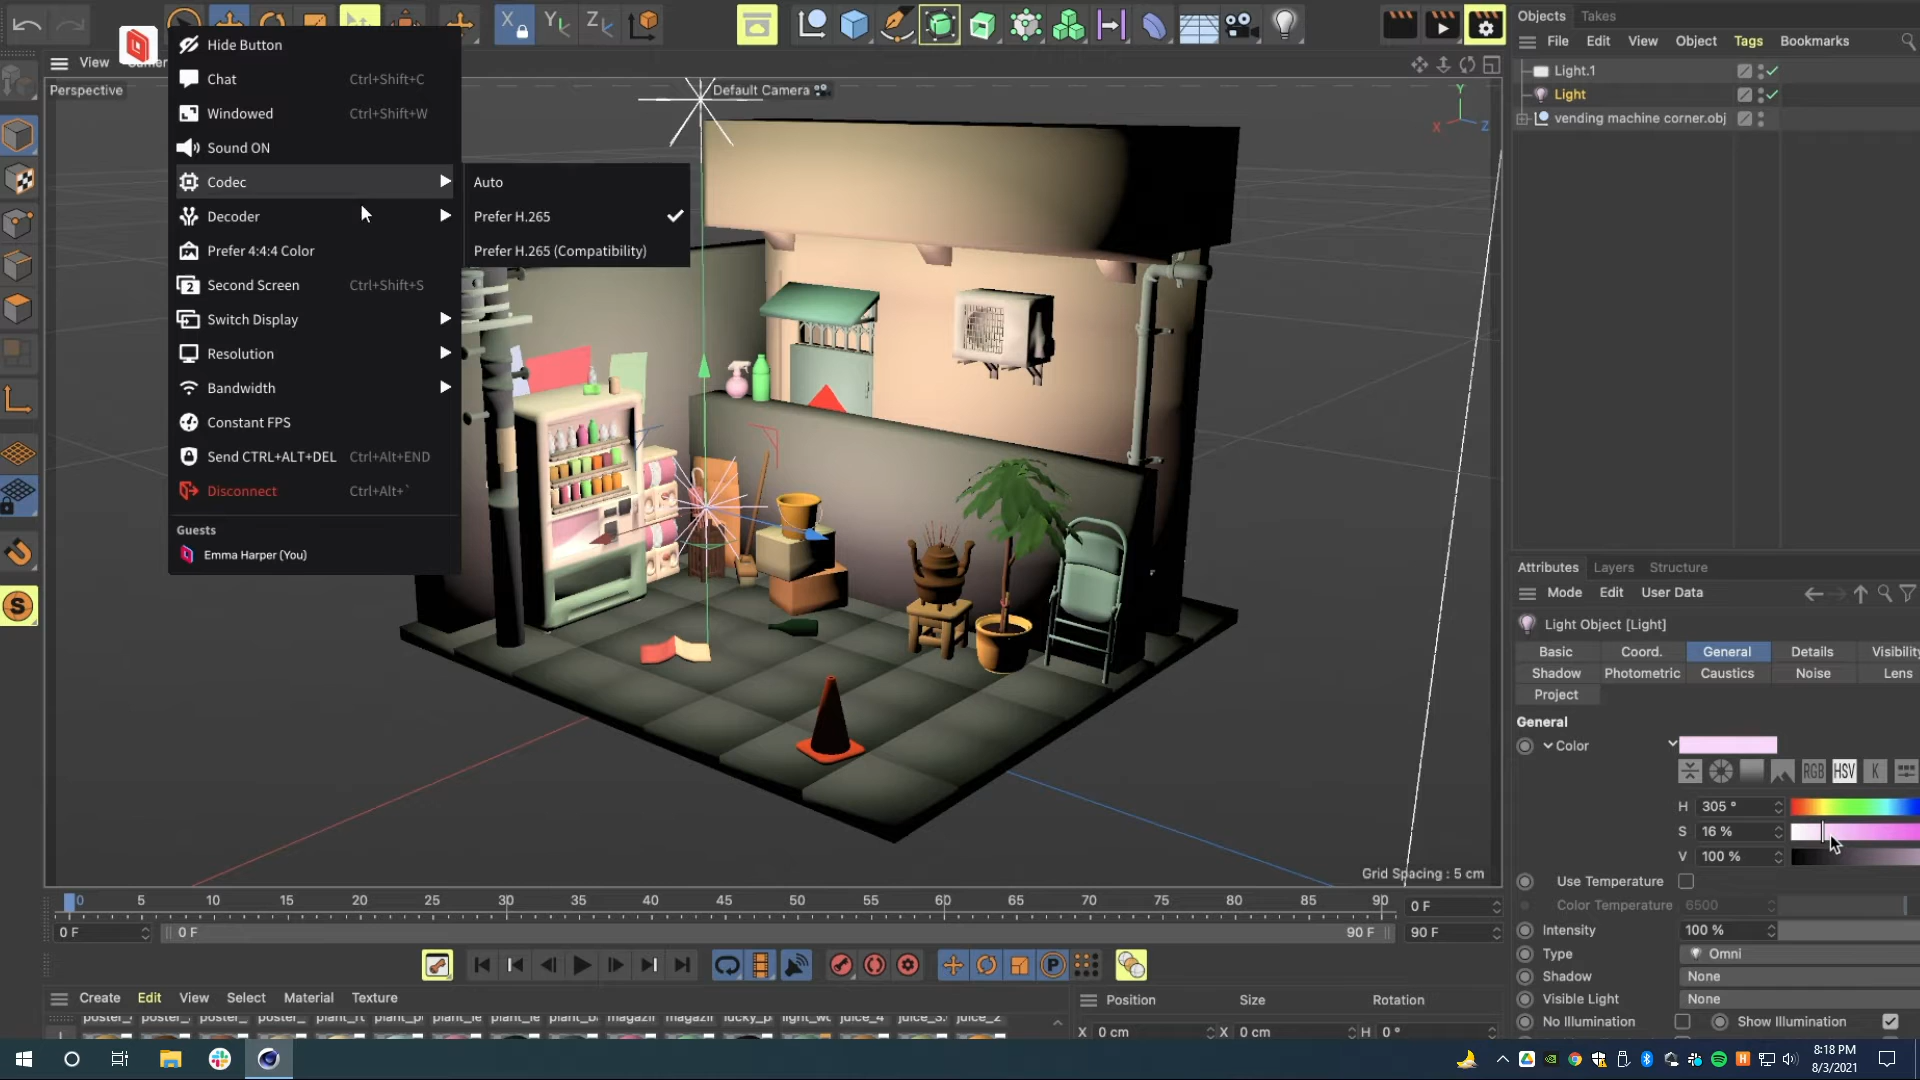 X
Y
Z
Objects Takes
File Edit View Object Tags Bookmarks
Light.1
Light
vending machine corner.obj
View
Perspective
Default Camera
Y
X
Z
Hide Button
Chat Ctrl+Shift+C
Windowed Ctrl+Shift+W
Sound ON
Codec
Decoder
Prefer 4:4:4 Color
Second Screen Ctrl+Shift+S
Switch Display
Resolution
Bandwidth
Constant FPS
Send CTRL+ALT+DEL Ctrl+Alt+END
Disconnect Ctrl+Alt+`
Guests
Emma Harper (You)
Auto
Prefer H.265
Prefer H.265 (Compatibility)
Grid Spacing : 5 cm
Attributes Layers Structure
Mode Edit User Data
Light Object [Light]
Basic Coord. General Details Visibility
Shadow Photometric Caustics Noise Lens
Project
General
Color
RGB HSV K
H 305 °
S 16 %
V 100 %
Use Temperature
Color Temperature 6500
Intensity 100 %
Type Omni
Shadow None
Visible Light None
No Illumination Show Illumination
0 5 10 15 20 25 30 35 40 45 50 55 60 65 70 75 80 85 90
0 F
0 F 0 F 90 F 90 F
Create Edit View Select Material Texture
Position Size Rotation
X 0 cm X 0 cm H 0 °
8:18 PM
8/3/2021